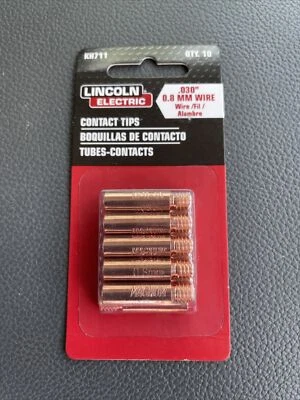 KH711
QTY. 10
LINCOLN
ELECTRIC
.030"
0.8 MM WIRE
Wire /Fil /
Alambre
CONTACT TIPS
BOQUILLAS DE CONTACTO
TUBES-CONTACTS